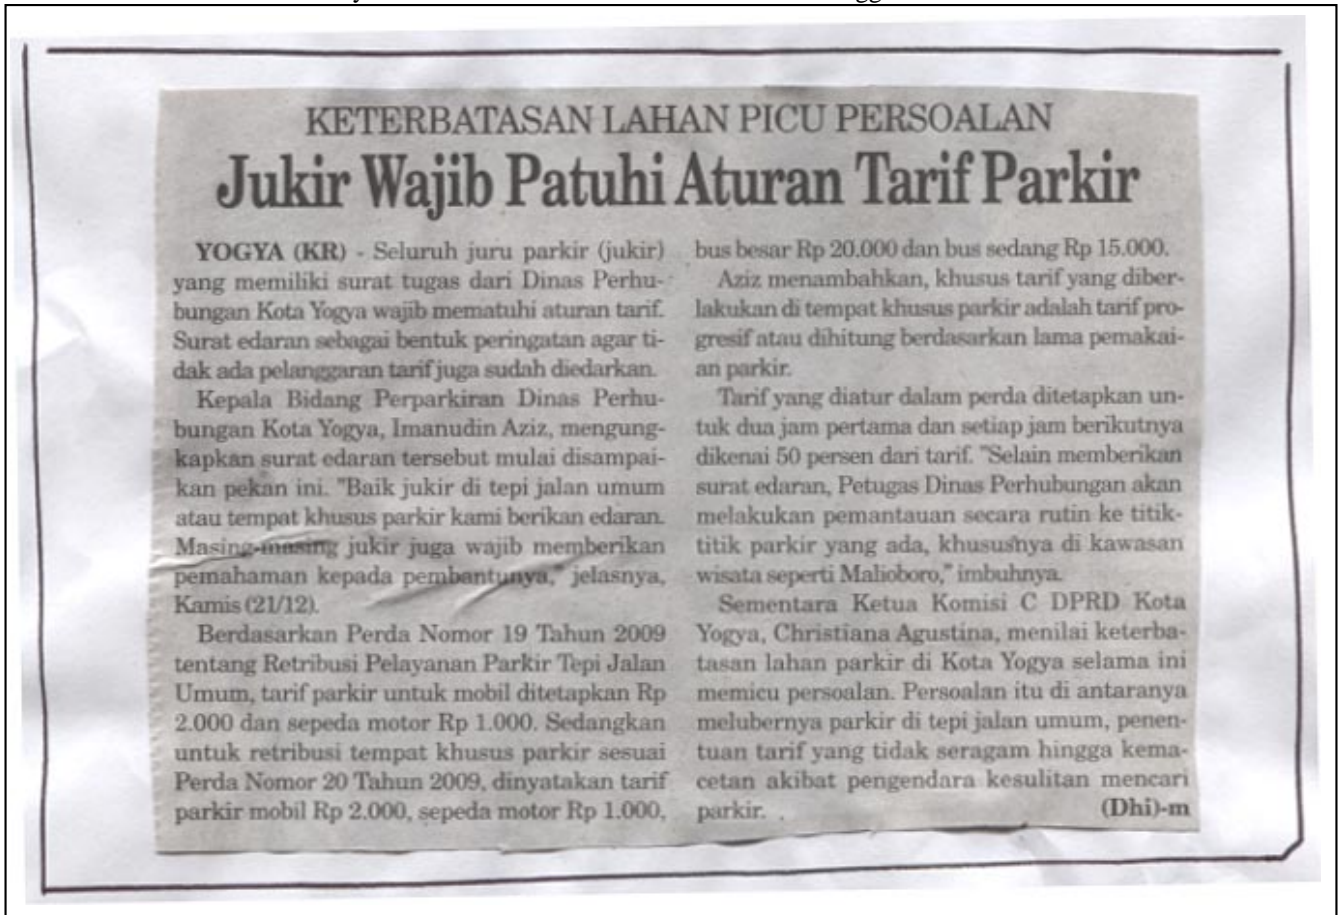 KETERBATASAN LAHAN PICU PERSOALAN
Jukir Wajib Patuhi Aturan Tarif Parkir
YOGYA (KR) - Seluruh juru parkir (jukir)
yang memiliki surat tugas dari Dinas Perhu-
bungan Kota Yogya wajib mematuhi aturan tarif.
Surat edaran sebagai bentuk peringatan agar ti-
dak ada pelanggaran tarif juga sudah diedarkan.
Kepala Bidang Perparkiran Dinas Perhu-
bungan Kota Yogya, Imanudin Aziz, mengung-
kapkan surat edaran tersebut mulai disampai-
kan pekan ini. "Baik jukir di tepi jalan umum
atau tempat khusus parkir kami berikan edaran.
Masing-masing jukir juga wajib memberikan
pemahaman kepada pembantunya," jelasnya,
Kamis (21/12).
Berdasarkan Perda Nomor 19 Tahun 2009
tentang Retribusi Pelayanan Parkir Tepi Jalan
Umum, tarif parkir untuk mobil ditetapkan Rp
2.000 dan sepeda motor Rp 1.000. Sedangkan
untuk retribusi tempat khusus parkir sesuai
Perda Nomor 20 Tahun 2009, dinyatakan tarif
parkir mobil Rp 2.000, sepeda motor Rp 1.000,
bus besar Rp 20.000 dan bus sedang Rp 15.000.
Aziz menambahkan, khusus tarif yang diber-
lakukan di tempat khusus parkir adalah tarif pro-
gresif atau dihitung berdasarkan lama pemakai-
an parkir.
Tarif yang diatur dalam perda ditetapkan un-
tuk dua jam pertama dan setiap jam berikutnya
dikenai 50 persen dari tarif. "Selain memberikan
surat edaran, Petugas Dinas Perhubungan akan
melakukan pemantauan secara rutin ke titik-
titik parkir yang ada, khususnya di kawasan
wisata seperti Malioboro," imbuhnya.
Sementara Ketua Komisi C DPRD Kota
Yogya, Christiana Agustina, menilai keterba-
tasan lahan parkir di Kota Yogya selama ini
memicu persoalan. Persoalan itu di antaranya
melubernya parkir di tepi jalan umum, penen-
tuan tarif yang tidak seragam hingga kema-
cetan akibat pengendara kesulitan mencari
parkir. (Dhi)-m